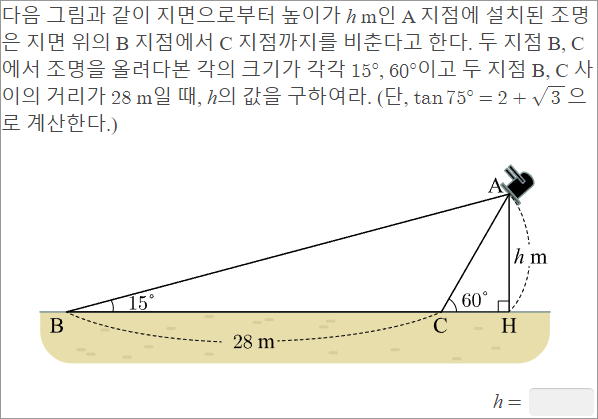 다음 그림과 같이 지면으로부터 높이가 h m인 A 지점에 설치된 조명
은 지면 위의 B 지점에서 C 지점까지를 비춘다고 한다. 두 지점 B, C
에서 조명을 올려다본 각의 크기가 각각 15°, 60°이고 두 지점 B, C 사
이의 거리가 28 m일 때, h의 값을 구하여라. (단, tan 75° = 2 + √3 으
로 계산한다.)
A
h m
15°
60°
B
C
H
28 m
h =